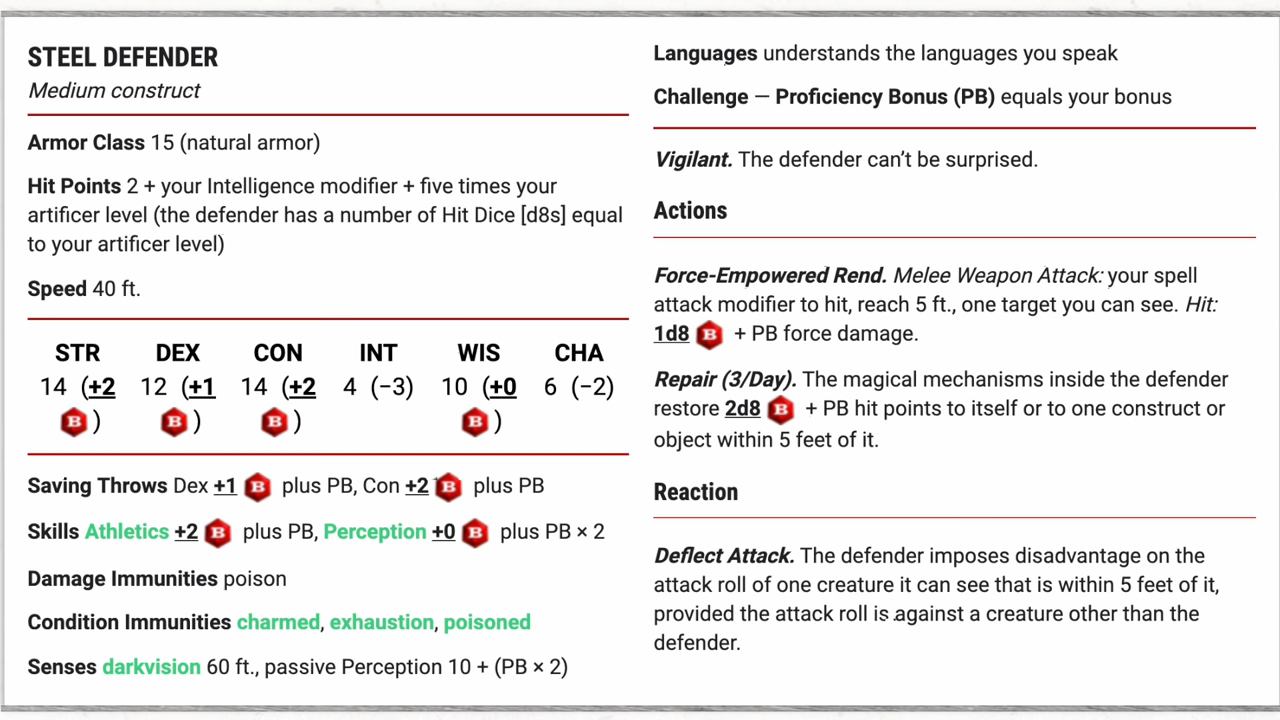 STEEL DEFENDER
Medium construct
Armor Class 15 (natural armor)
Hit Points 2 + your Intelligence modifier + five times your
artificer level (the defender has a number of Hit Dice [d8s] equal
to your artificer level)
Speed 40 ft.
STR DEX CON INT WIS CHA
14 (+2 12 (+1 14 (+2 4 (−3) 10 (+0 6 (−2)
B ) B ) B ) B )
Saving Throws Dex +1 B plus PB, Con +2 B plus PB
Skills Athletics +2 B plus PB, Perception +0 B plus PB × 2
Damage Immunities poison
Condition Immunities charmed, exhaustion, poisoned
Senses darkvision 60 ft., passive Perception 10 + (PB × 2)
Languages understands the languages you speak
Challenge — Proficiency Bonus (PB) equals your bonus
Vigilant. The defender can’t be surprised.
Actions
Force-Empowered Rend. Melee Weapon Attack: your spell
attack modifier to hit, reach 5 ft., one target you can see. Hit:
1d8 B + PB force damage.
Repair (3/Day). The magical mechanisms inside the defender
restore 2d8 B + PB hit points to itself or to one construct or
object within 5 feet of it.
Reaction
Deflect Attack. The defender imposes disadvantage on the
attack roll of one creature it can see that is within 5 feet of it,
provided the attack roll is against a creature other than the
defender.